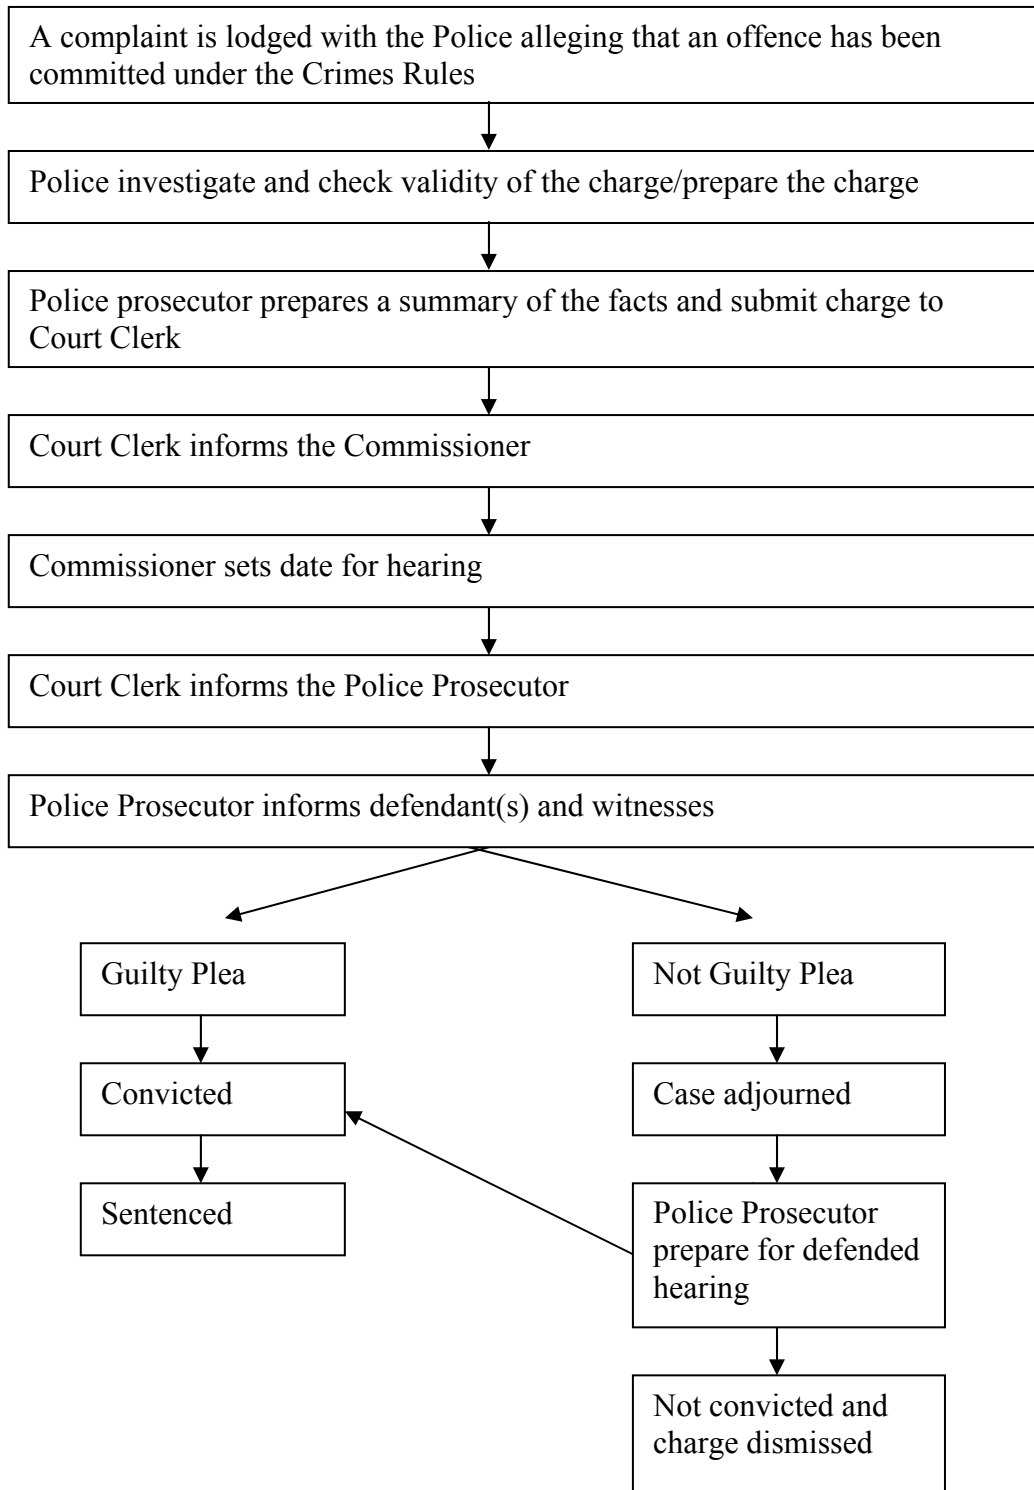 A complaint is lodged with the Police alleging that an offence has been
committed under the Crimes Rules
Police investigate and check validity of the charge/prepare the charge
Police prosecutor prepares a summary of the facts and submit charge to
Court Clerk
Court Clerk informs the Commissioner
Commissioner sets date for hearing
Court Clerk informs the Police Prosecutor
Police Prosecutor informs defendant(s) and witnesses
Guilty Plea
Convicted
Sentenced
Not Guilty Plea
Case adjourned
Police Prosecutor
prepare for defended
hearing
Not convicted and
charge dismissed